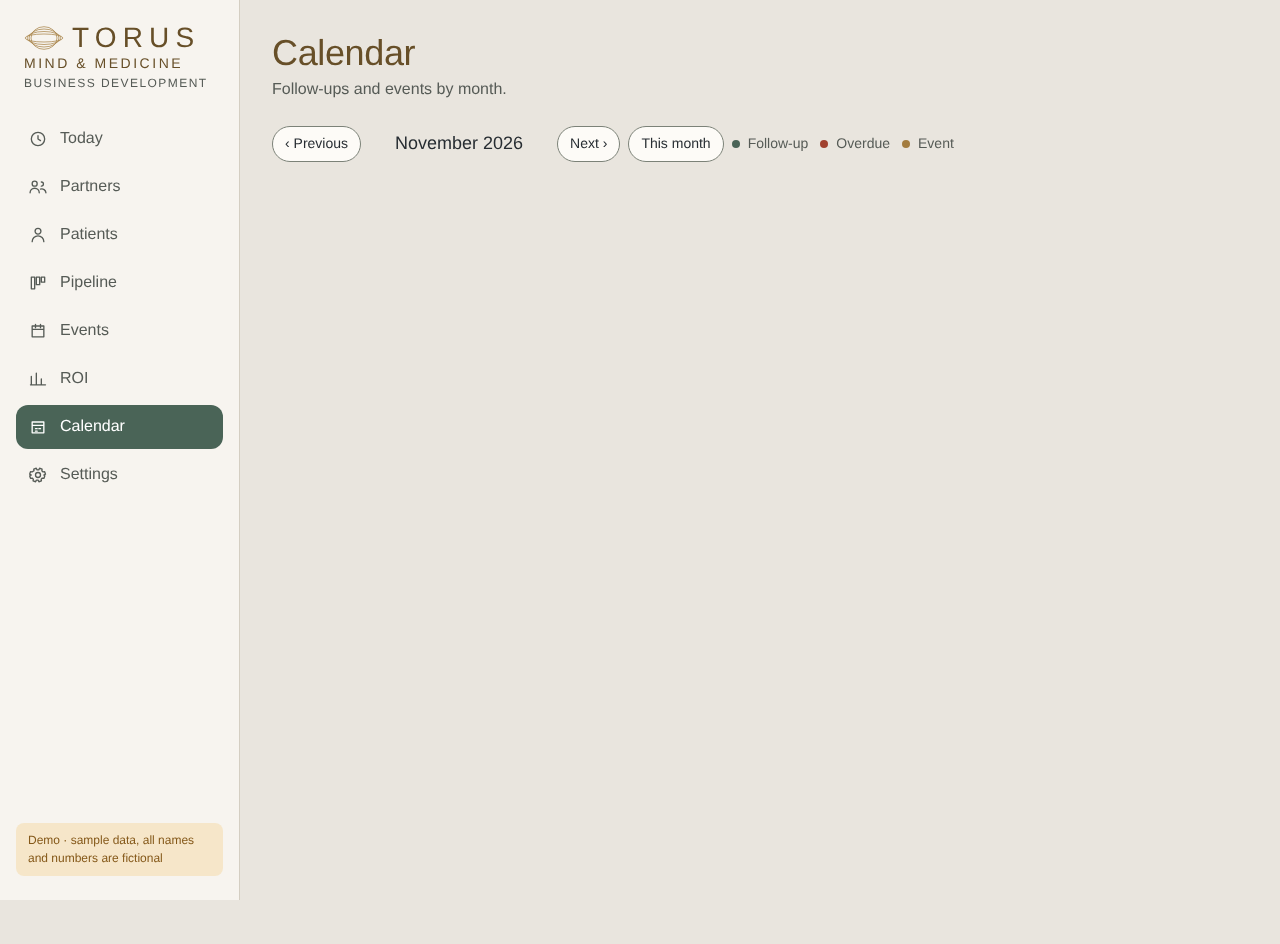 TORUS
MIND & MEDICINE
BUSINESS DEVELOPMENT
Today
Partners
Patients
Pipeline
Events
ROI
Calendar
Settings
Demo · sample data, all names
and numbers are fictional
Calendar
Follow-ups and events by month.
‹ Previous November 2026 Next › This month Follow-up Overdue Event